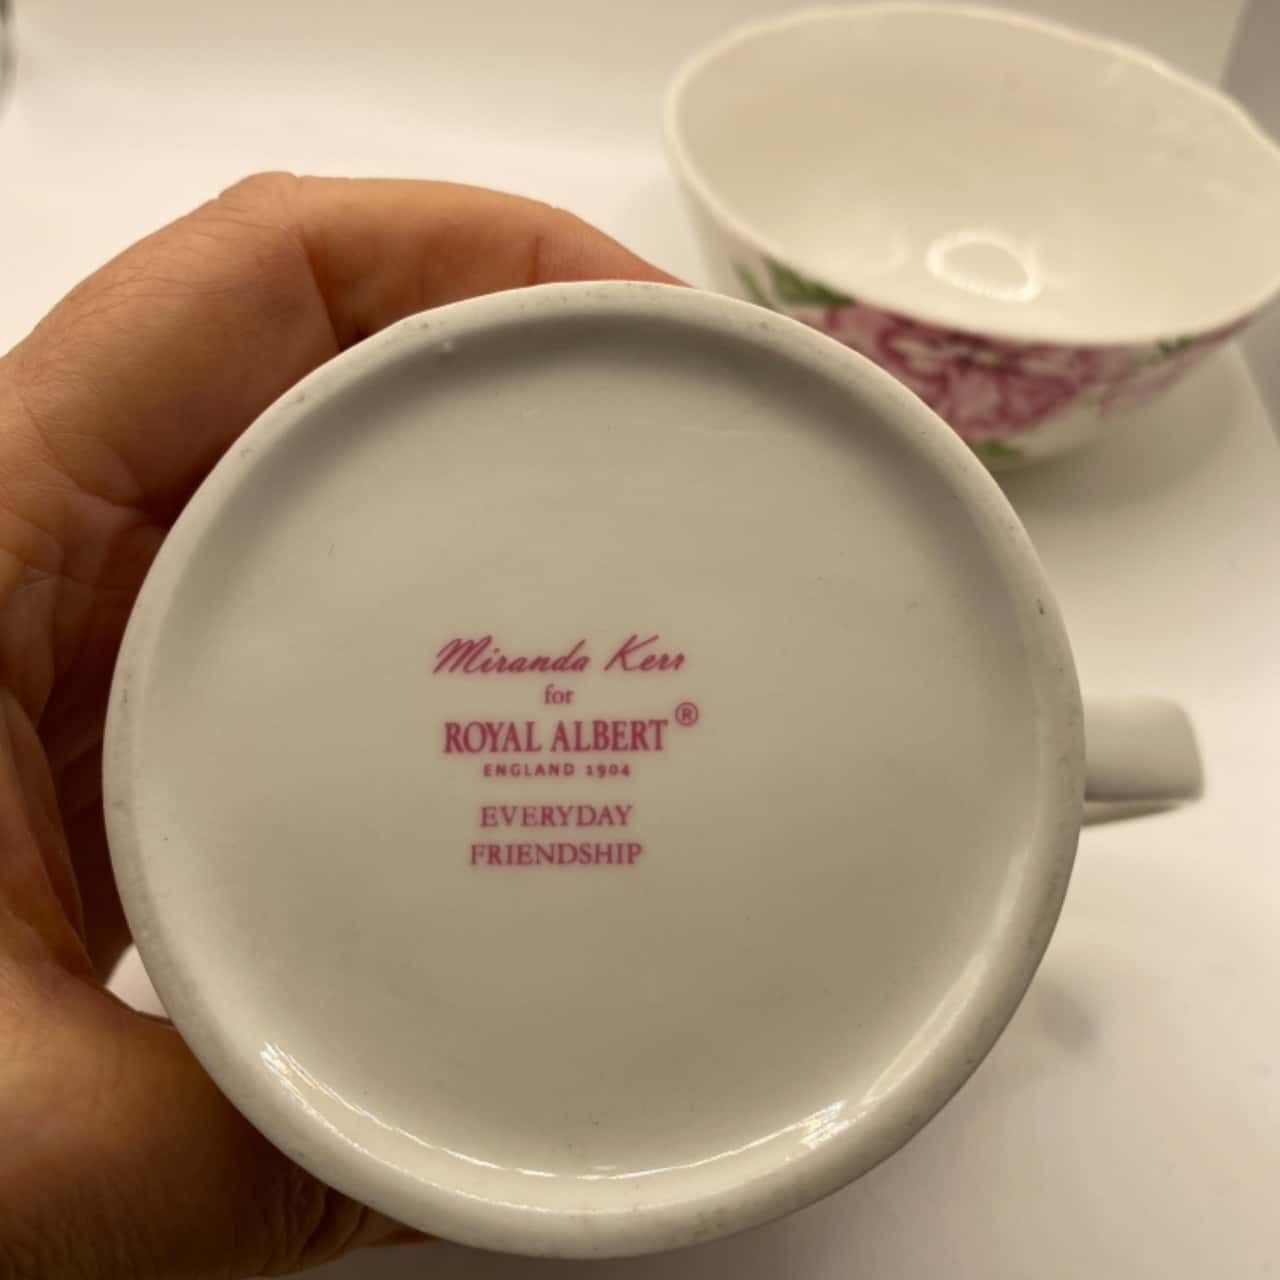 Miranda Kerr
for
ROYAL ALBERT®
ENGLAND 1904
EVERYDAY
FRIENDSHIP